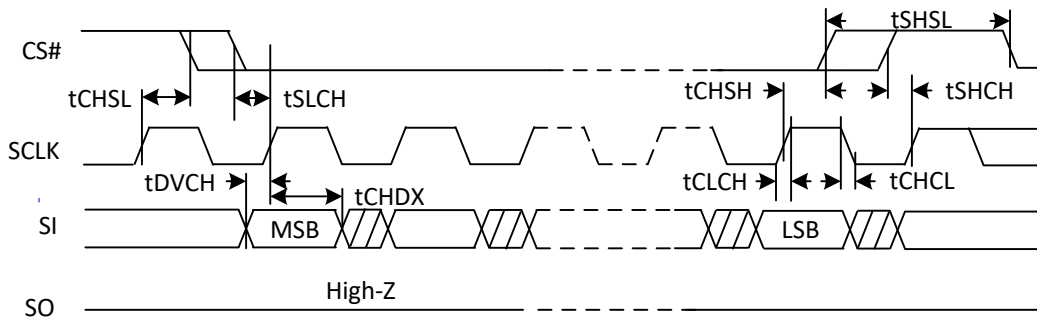 tSHSL
CS#
tCHSL
tSLCH
tCHSH
tSHCH
SCLK
tDVCH
tCHDX
tCLCH
tCHCL
SI
MSB
LSB
High-Z
SO